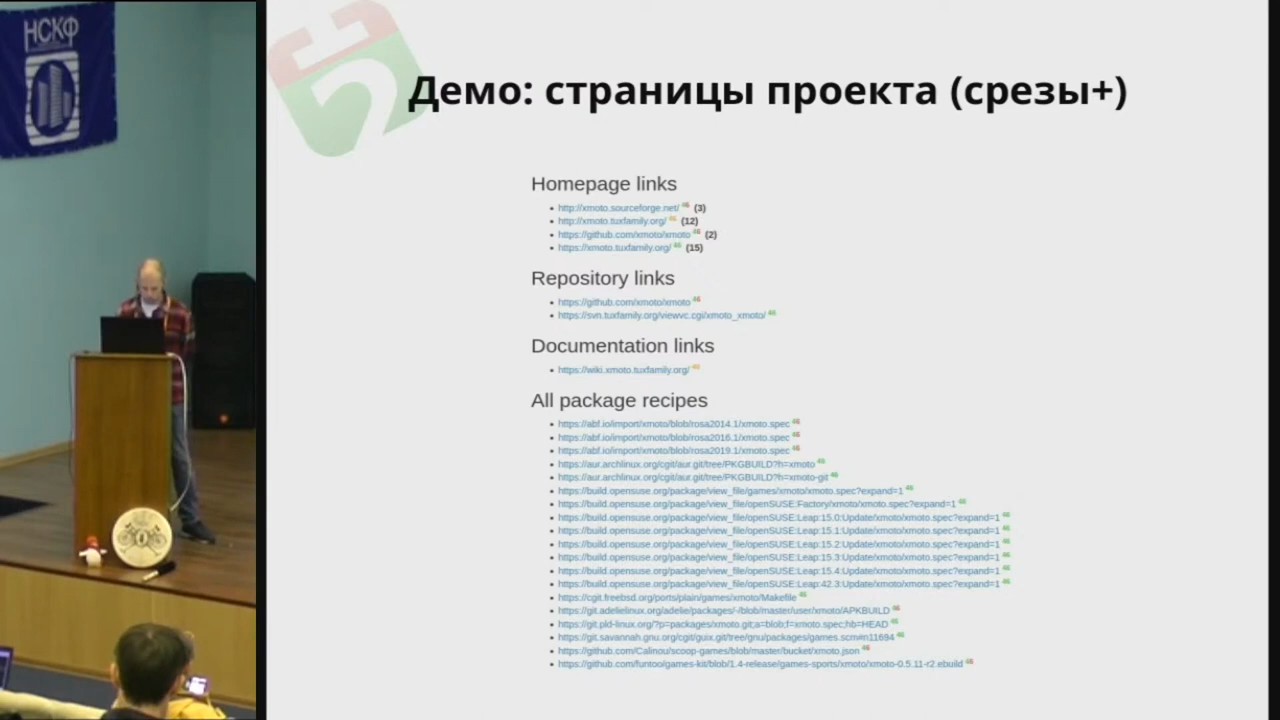 НСКФ
Демо: страницы проекта (срезы+)
Homepage links
http://xmoto.sourceforge.net/ (3)
http://xmoto.tuxfamily.org/ (12)
https://github.com/xmoto/xmoto (2)
https://xmoto.tuxfamily.org/ (15)
Repository links
https://github.com/xmoto/xmoto
https://svn.tuxfamily.org/viewvc.cgi/xmoto_xmoto/
Documentation links
https://wiki.xmoto.tuxfamily.org/
All package recipes
https://abf.io/import/xmoto/blob/rosa2014.1/xmoto.spec
https://abf.io/import/xmoto/blob/rosa2016.1/xmoto.spec
https://abf.io/import/xmoto/blob/rosa2019.1/xmoto.spec
https://aur.archlinux.org/cgit/aur.git/tree/PKGBUILD?h=xmoto
https://aur.archlinux.org/cgit/aur.git/tree/PKGBUILD?h=xmoto-git
https://build.opensuse.org/package/view_file/games/xmoto/xmoto.spec?expand=1
https://build.opensuse.org/package/view_file/openSUSE:Factory/xmoto/xmoto.spec?expand=1
https://build.opensuse.org/package/view_file/openSUSE:Leap:15.0:Update/xmoto/xmoto.spec?expand=1
https://build.opensuse.org/package/view_file/openSUSE:Leap:15.1:Update/xmoto/xmoto.spec?expand=1
https://build.opensuse.org/package/view_file/openSUSE:Leap:15.2:Update/xmoto/xmoto.spec?expand=1
https://build.opensuse.org/package/view_file/openSUSE:Leap:15.3:Update/xmoto/xmoto.spec?expand=1
https://build.opensuse.org/package/view_file/openSUSE:Leap:15.4:Update/xmoto/xmoto.spec?expand=1
https://build.opensuse.org/package/view_file/openSUSE:Leap:42.3:Update/xmoto/xmoto.spec?expand=1
https://cgit.freebsd.org/ports/plain/games/xmoto/Makefile
https://git.adelielinux.org/adelie/packages/-/blob/master/user/xmoto/APKBUILD
https://git.pld-linux.org/?p=packages/xmoto.git;a=blob;f=xmoto.spec;hb=HEAD
https://git.savannah.gnu.org/cgit/guix.git/tree/gnu/packages/games.scm#n11694
https://github.com/Calinou/scoop-games/blob/master/bucket/xmoto.json
https://github.com/funtoo/games-kit/blob/1.4-release/games-sports/xmoto/xmoto-0.5.11-r2.ebuild